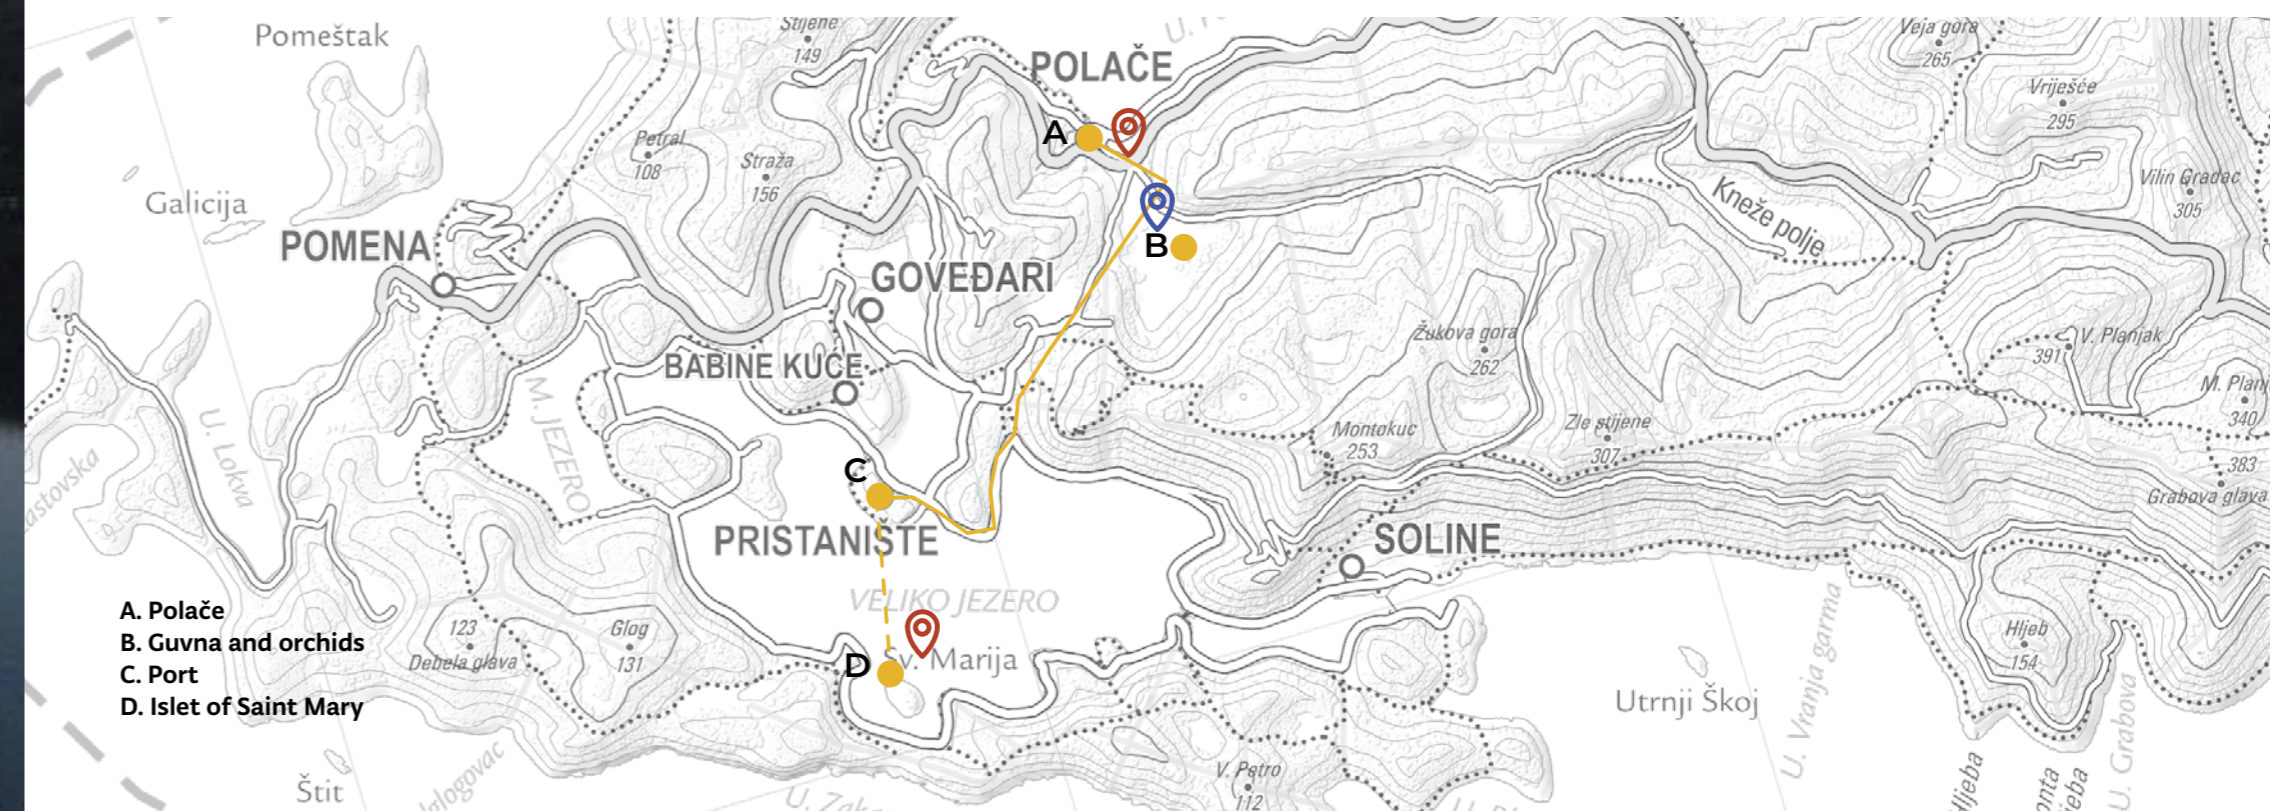 Pomeštak
Stijene
149
POLAČE
Veja gora
265
Vriješće
295
A
Petral
108
Straža
156
Galicija
Vilin Gradac
305
Kneže polje
POMENA
B
GOVEĐARI
Žukova gora
262
V. Planjak
391
BABINE KUĆE
M. JEZERO
U. Lokva
340
Montokuc
253
Zle stijene
307
383
Grabova glava
C
PRISTANIŠTE
SOLINE
VELIKO JEZERO
A. Polače
B. Guvna and orchids
C. Port
D. Islet of Saint Mary
123
Debela glava
Glog
131
D
Sv. Marija
Hljeb
154
Utrnji Škoj
U. Vranja garma
U. Grabova
Štit
V. Petro
112